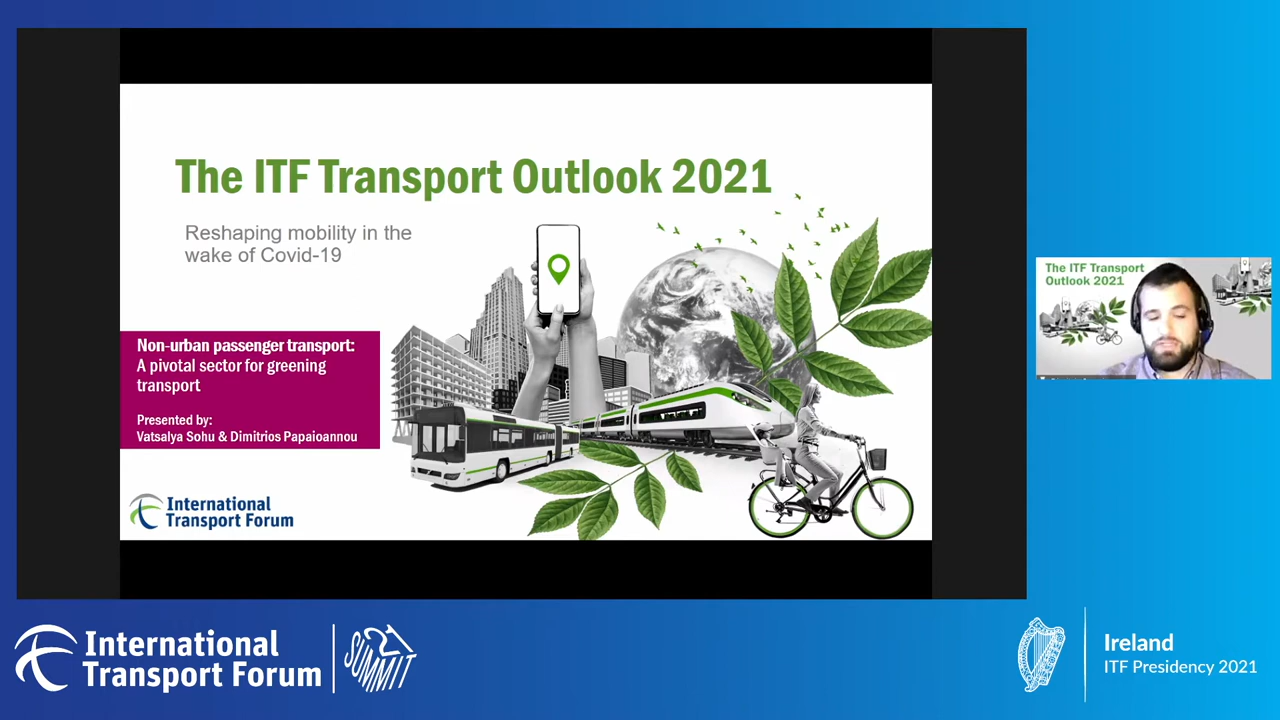 The ITF Transport Outlook 2021
Reshaping mobility in the
wake of Covid-19
Non-urban passenger transport:
A pivotal sector for greening
transport
Presented by:
Vatsalya Sohu & Dimitrios Papaioannou
International
Transport Forum
The ITF Transport
Outlook 2021
International
Transport Forum
21
SUMMIT
Ireland
ITF Presidency 2021